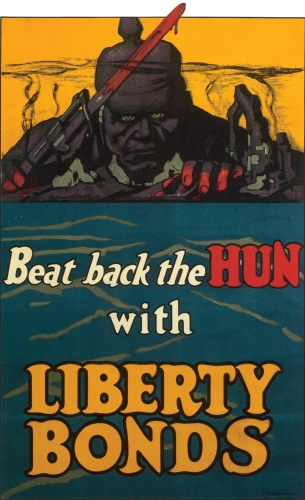 Beat back the HUN
with
LIBERTY
BONDS